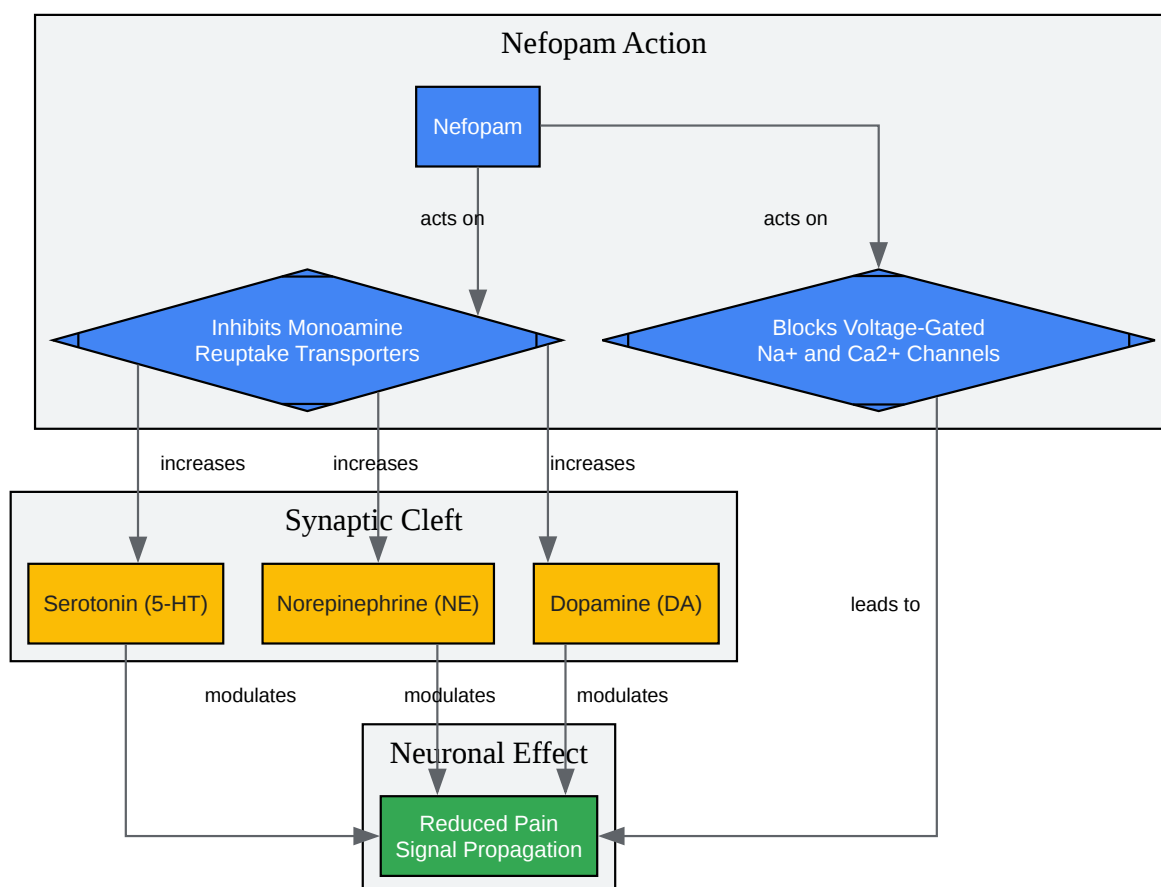 Nefopam Action
Nefopam
acts on
acts on
Inhibits Monoamine
Reuptake Transporters
Blocks Voltage-Gated
Na+ and Ca2+ Channels
increases
increases
increases
Synaptic Cleft
Serotonin (5-HT)
Norepinephrine (NE)
Dopamine (DA)
leads to
modulates
modulates
modulates
Neuronal Effect
Reduced Pain
Signal Propagation